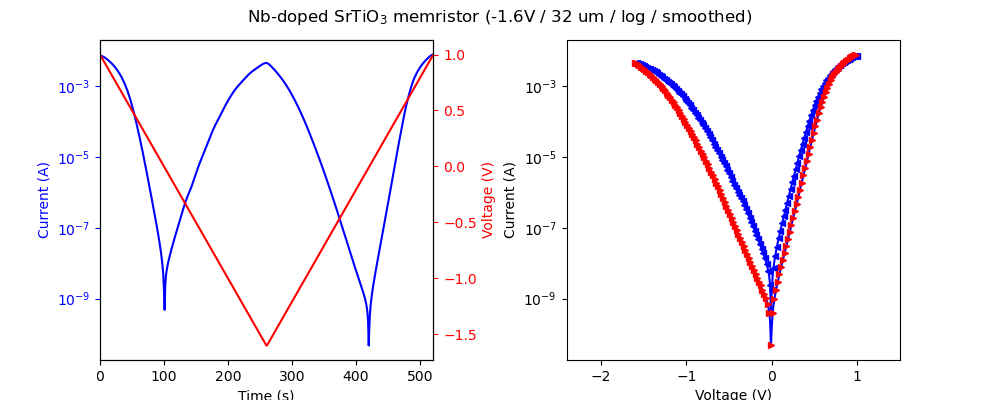 Nb-doped SrTiO₃ memristor (-1.6V / 32 um / log / smoothed)
Current (A)
10⁻³
10⁻⁵
10⁻⁷
10⁻⁹
0 100 200 300 400 500
Time (s)
1.0
0.5
0.0
−0.5
−1.0
−1.5
Voltage (V)
Current (A)
10⁻³
10⁻⁵
10⁻⁷
10⁻⁹
−2 −1 0 1
Voltage (V)